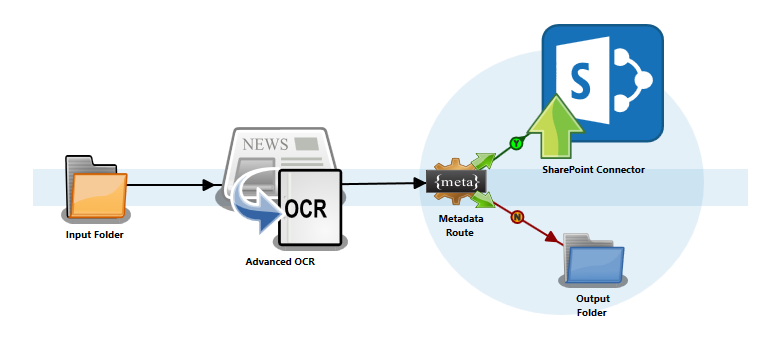 NEWS
S
Y
SharePoint Connector
{meta}
OCR
Metadata
Route
N
Input Folder
Advanced OCR
Output
Folder